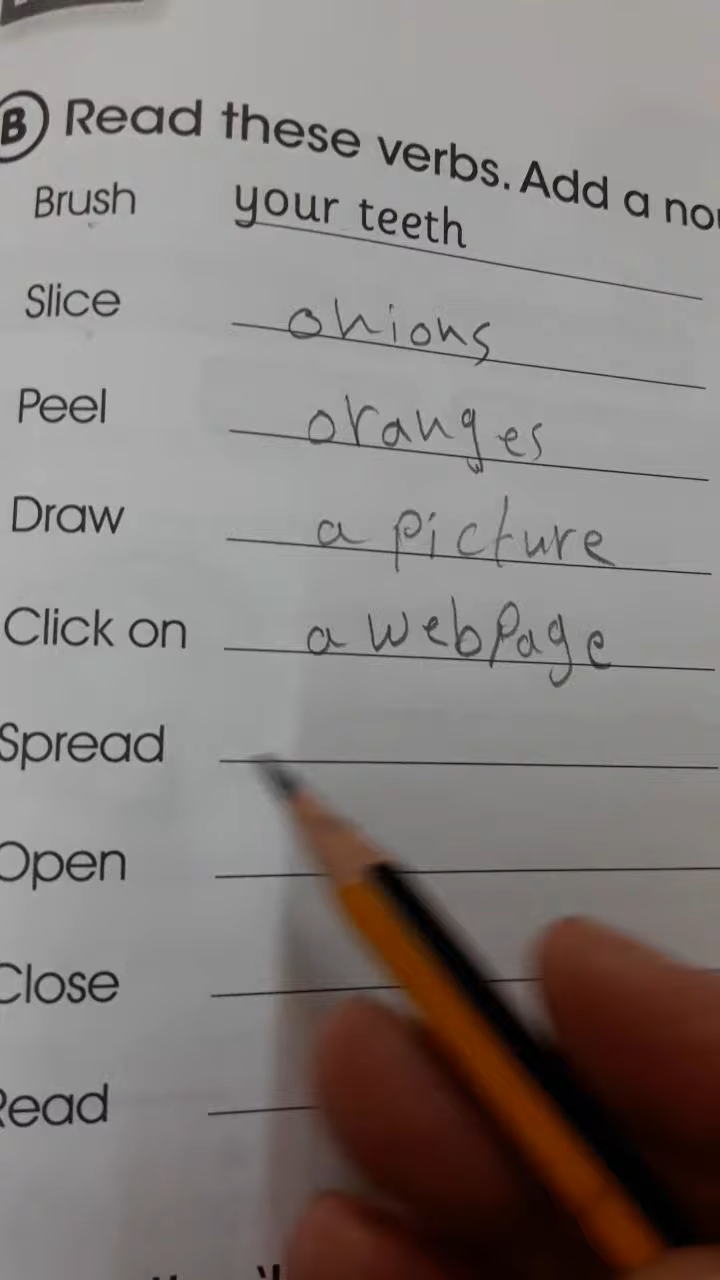 B Read these verbs. Add a
Brush your teeth
Slice onions
Peel oranges
Draw a picture
Click on a webpage
Spread
Open
Close
Read